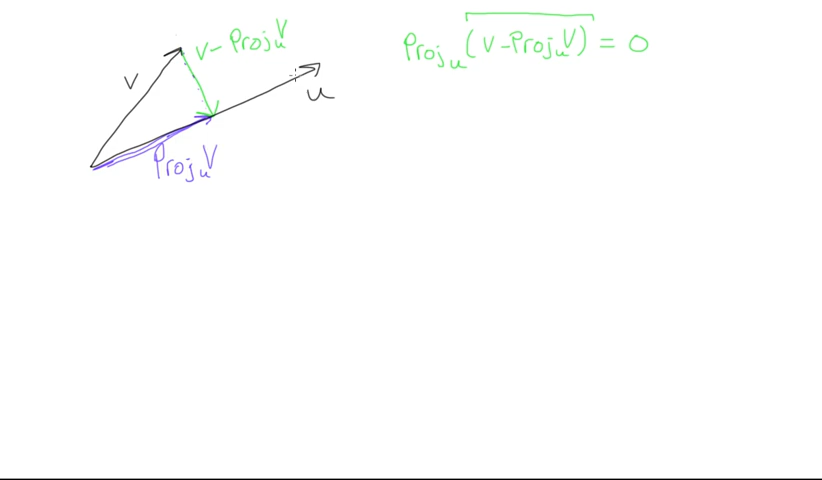 V - Proj_u V
Proj_u (V - Proj_u V) = 0
V
u
Proj_u V